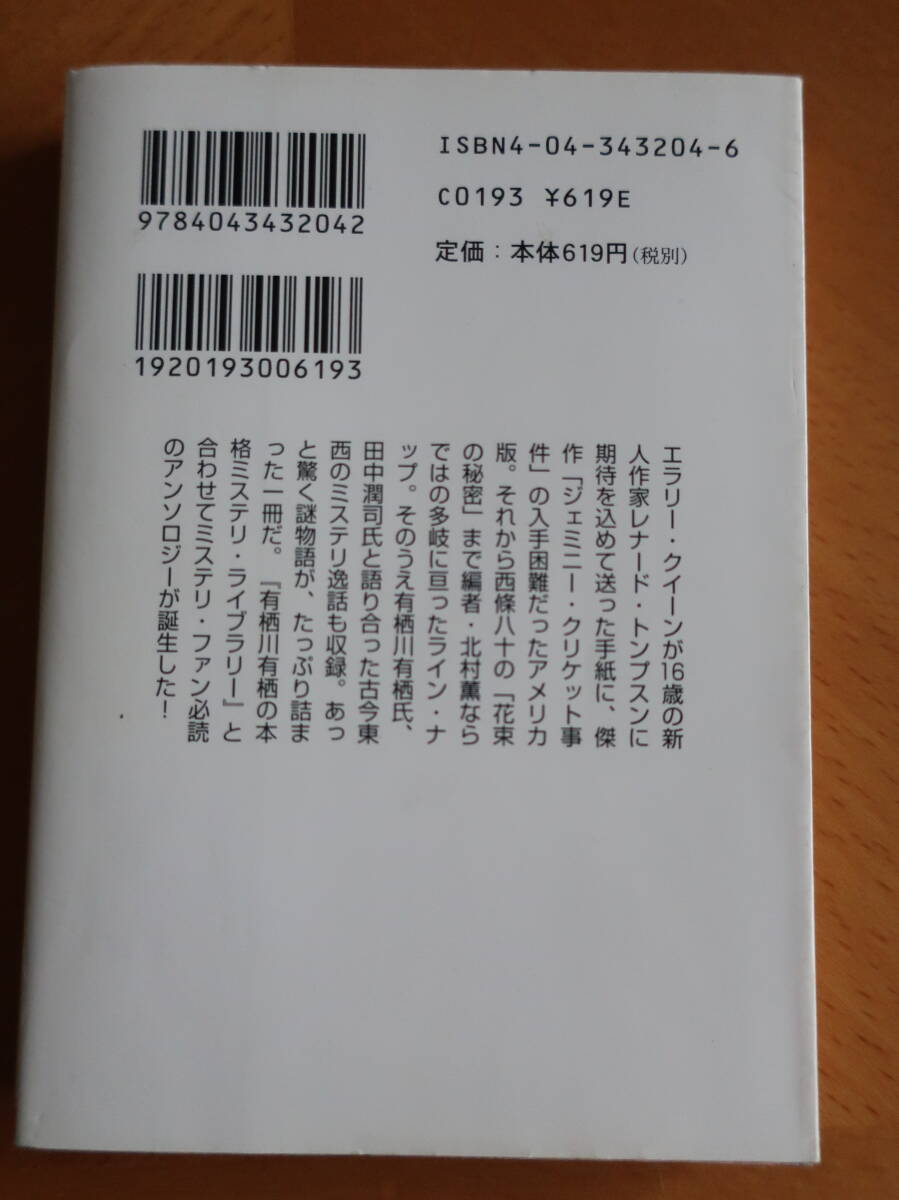 9784043432042
ISBN4-04-343204-6
C0193 ¥619E
定価：本体619円(税別)
1920193006193
エラリー・クイーンが16歳の新
人作家レナード・トンプスンに
期待を込めて送った手紙に、傑
作「ジェミニー・クリケット事
件」の入手困難だったアメリカ
版。それから西條八十の「花束
の秘密」まで編者・北村薫なら
ではの多岐に亘ったライン・ナ
ップ。そのうえ有栖川有栖氏、
田中潤司氏と語り合った古今東
西のミステリ逸話も収録。あっ
と驚く謎物語が、たっぷり詰ま
った一冊だ。『有栖川有栖の本
格ミステリ・ライブラリー』と
合わせてミステリ・ファン必読
のアンソロジーが誕生した！